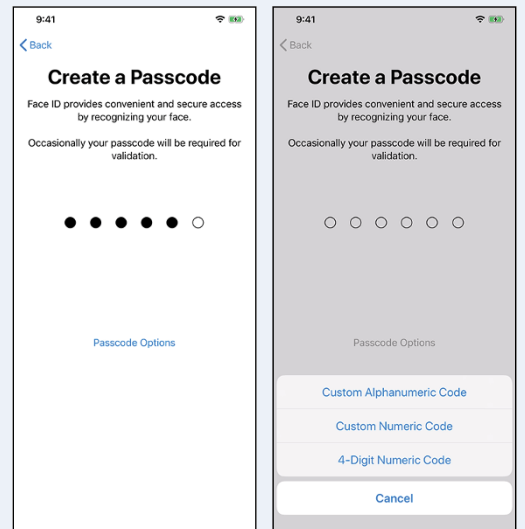 9:41
Back
Create a Passcode
Face ID provides convenient and secure access
by recognizing your face.
Occasionally your passcode will be required for
validation.
Passcode Options
9:41
Back
Create a Passcode
Face ID provides convenient and secure access
by recognizing your face.
Occasionally your passcode will be required for
validation.
Passcode Options
Custom Alphanumeric Code
Custom Numeric Code
4-Digit Numeric Code
Cancel